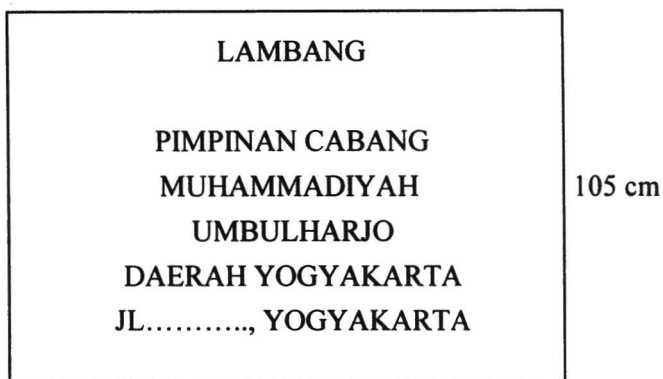 LAMBANG
PIMPINAN CABANG
MUHAMMADIYAH
105 cm
UMBULHARJO
DAERAH YOGYAKARTA
JL..........., YOGYAKARTA